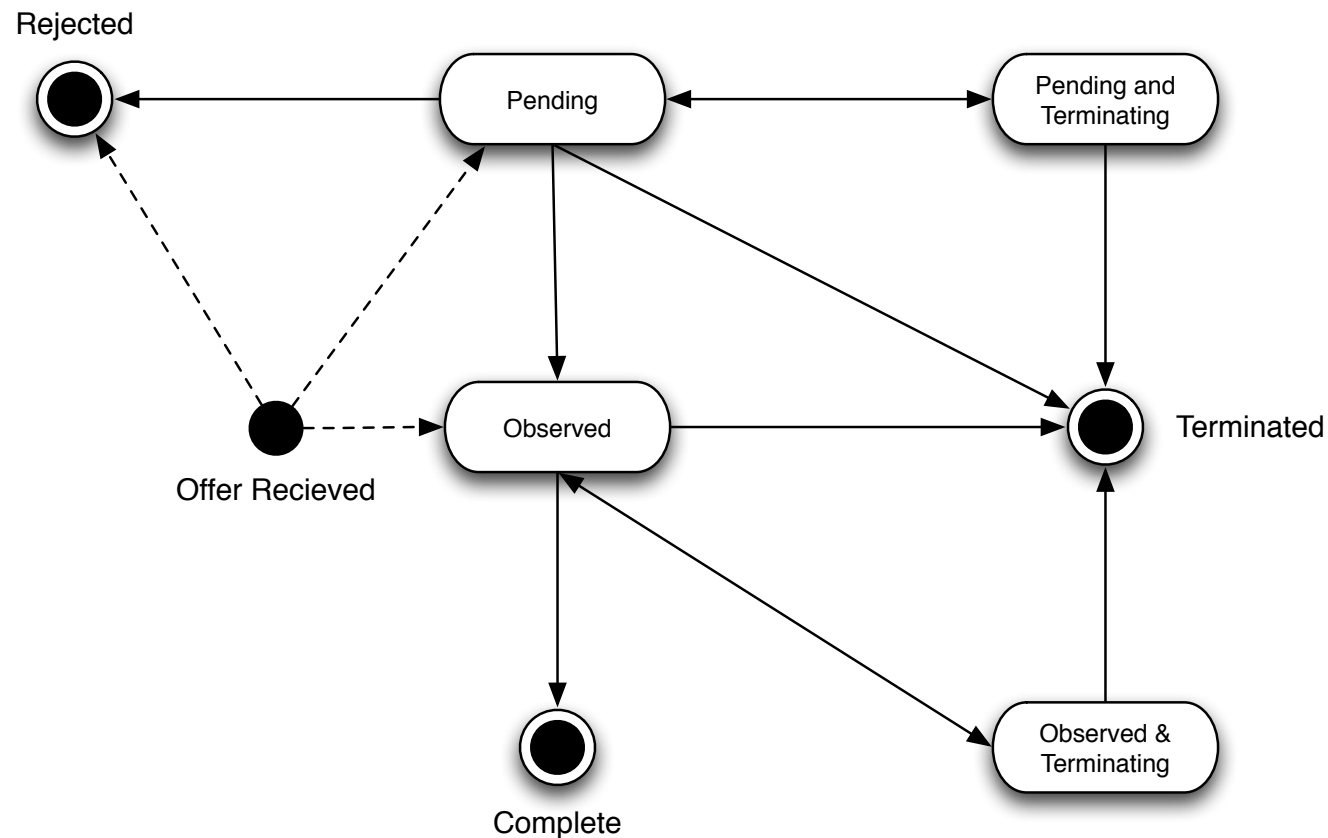 Rejected
Pending
Pending and
Terminating
Observed
Terminated
Offer Recieved
Observed &
Terminating
Complete